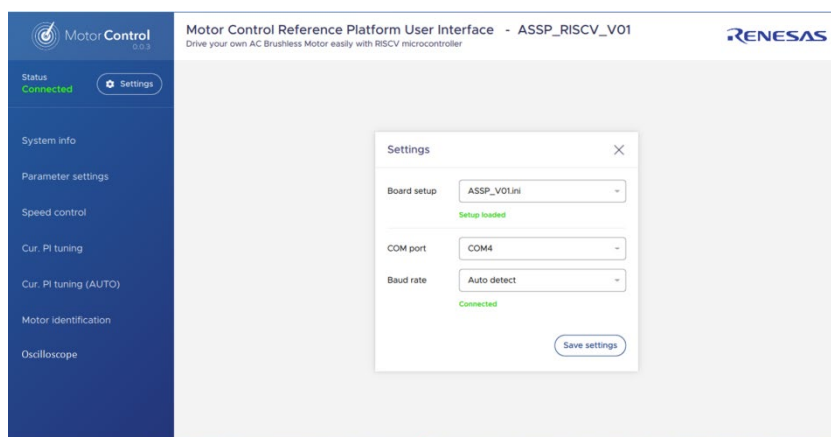 Motor Control
0.0.3
Motor Control Reference Platform User Interface - ASSP_RISCV_V01
Drive your own AC Brushless Motor easily with RISCV microcontroller
RENESAS
Status
Connected
Settings
System info
Parameter settings
Speed control
Cur. PI tuning
Cur. PI tuning (AUTO)
Motor identification
Oscilloscope
Settings
Board setup ASSP_V01.ini
Setup loaded
COM port COM4
Baud rate Auto detect
Connected
Save settings